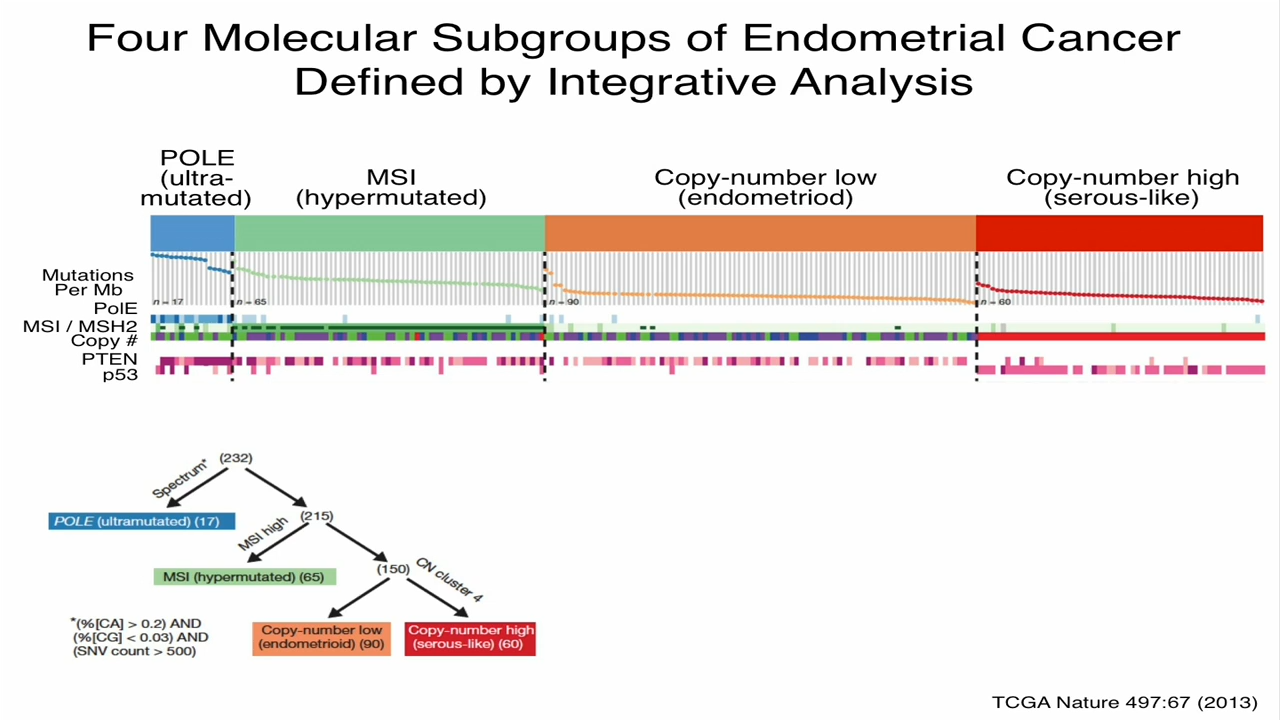 Four Molecular Subgroups of Endometrial Cancer
Defined by Integrative Analysis
POLE
(ultra-
mutated)
MSI
(hypermutated)
Copy-number low
(endometriod)
Copy-number high
(serous-like)
Mutations
Per Mb
n = 17
n = 65
n = 90
n = 60
PolE
MSI / MSH2
Copy #
PTEN
p53
(232)
Spectrum*
POLE (ultramutated) (17)
(215)
MSI high
MSI (hypermutated) (65)
(150)
CN cluster 4
*(%[CA] > 0.2) AND
(%[CG] < 0.03) AND
(SNV count > 500)
Copy-number low
(endometrioid) (90)
Copy-number high
(serous-like) (60)
TCGA Nature 497:67 (2013)